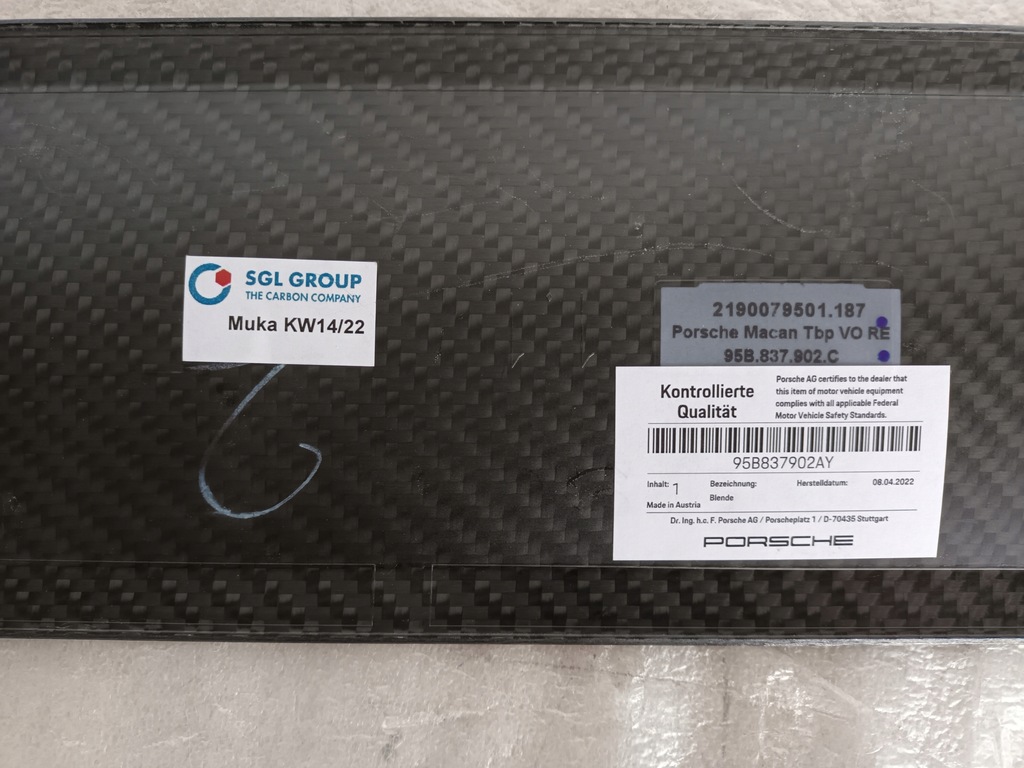 SGL GROUP
THE CARBON COMPANY
Muka KW14/22
2190079501.187
Porsche Macan Tbp VO RE
95B.837.902.C
Kontrollierte
Qualität
Porsche AG certifies to the dealer that
this item of motor vehicle equipment
complies with all applicable Federal
Motor Vehicle Safety Standards.
95B837902AY
Inhalt: 1 Bezeichnung: Herstelldatum: 08.04.2022
Blende
Made in Austria
Dr. Ing. h.c. F. Porsche AG / Porscheplatz 1 / D-70435 Stuttgart
PORSCHE